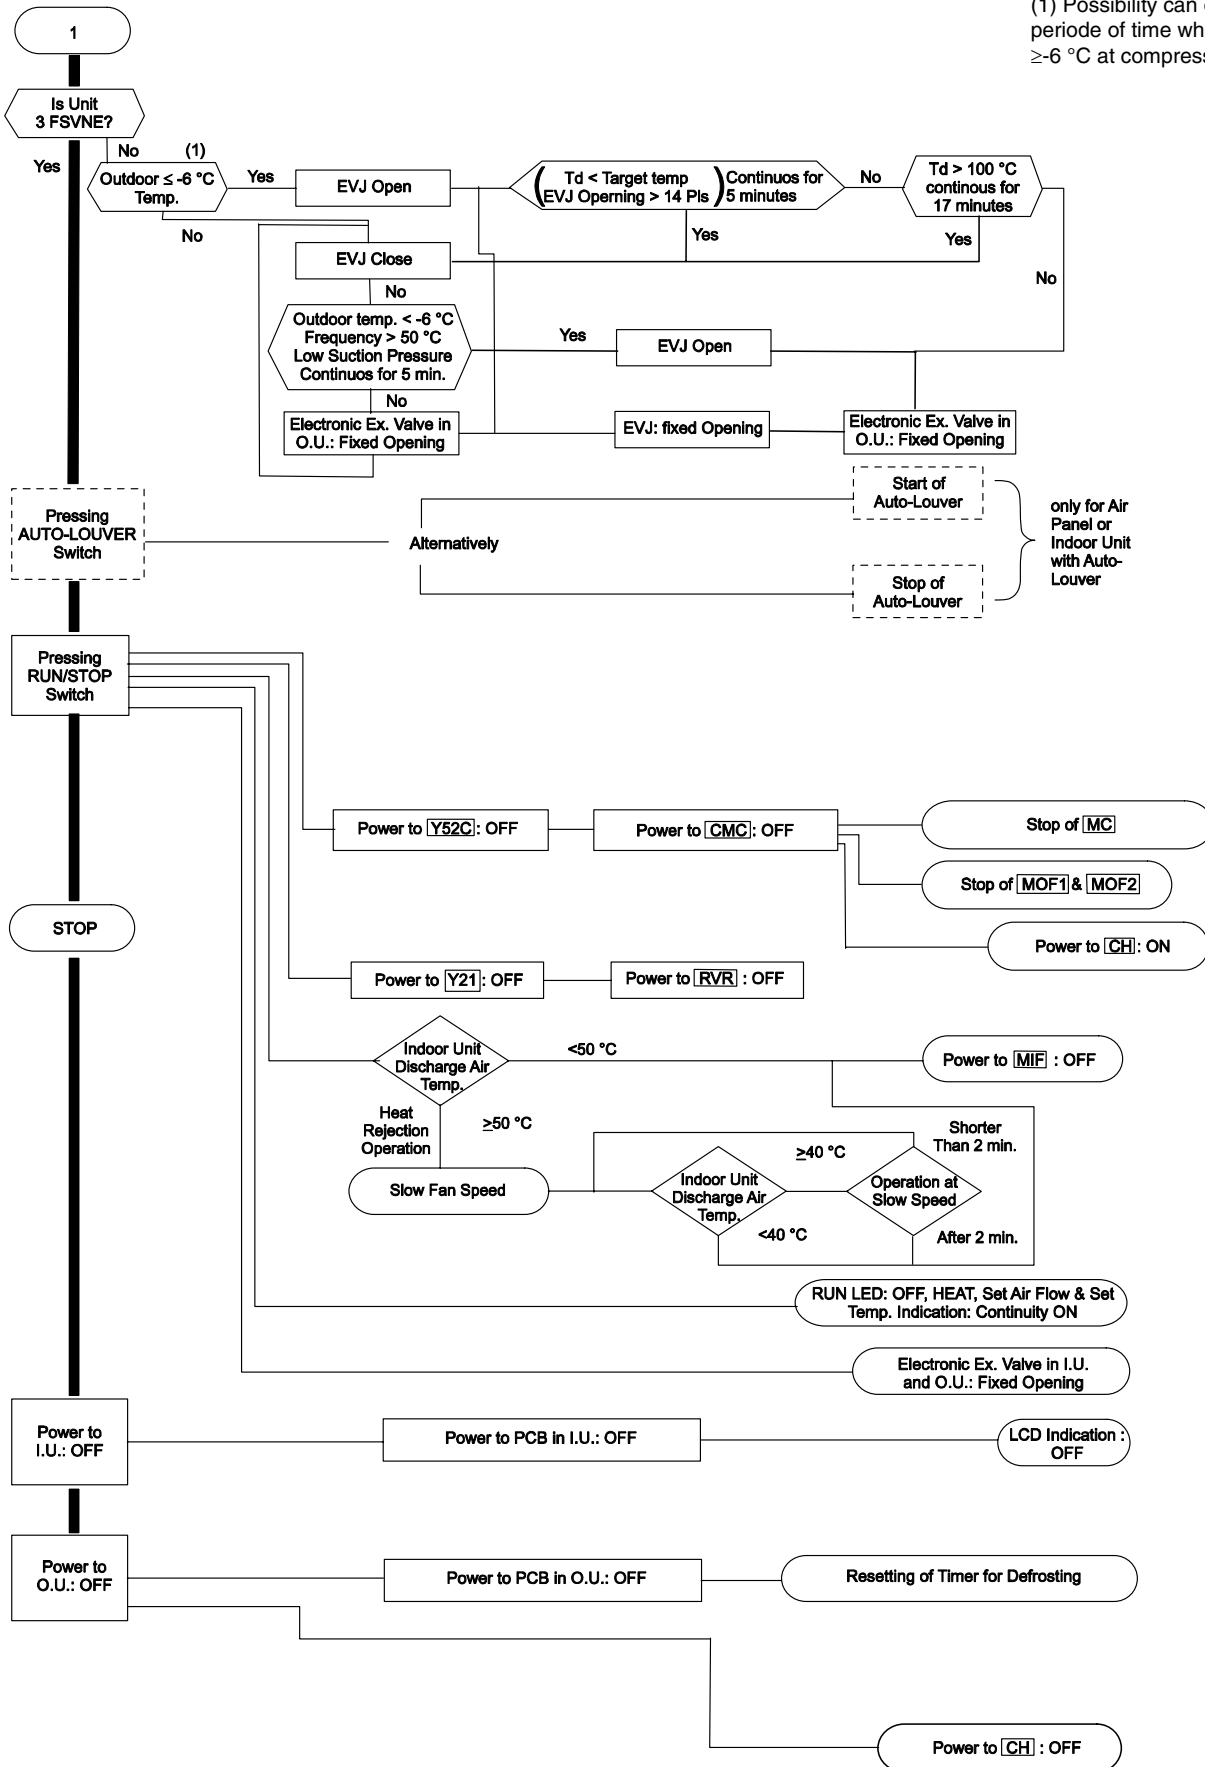 (1) Possibility can
periode of time wh
≥-6 °C at compres
1
Is Unit
3 FSVNE?
Yes
No
(1)
Outdoor ≤ -6 °C
Temp.
Yes
No
EVJ Open
Td < Target temp
EVJ Operning > 14 Pls
Continuos for
5 minutes
No
Yes
Td > 100 °C
continous for
17 minutes
Yes
No
EVJ Close
No
Outdoor temp. < -6 °C
Frequency > 50 °C
Low Suction Pressure
Continuos for 5 min.
Yes
EVJ Open
No
Electronic Ex. Valve in
O.U.: Fixed Opening
EVJ: fixed Opening
Electronic Ex. Valve in
O.U.: Fixed Opening
Pressing
AUTO-LOUVER
Switch
Alternatively
Start of
Auto-Louver
Stop of
Auto-Louver
only for Air
Panel or
Indoor Unit
with Auto-
Louver
Pressing
RUN/STOP
Switch
Power to Y52C: OFF
Power to CMC: OFF
Stop of MC
Stop of MOF1 & MOF2
Power to CH: ON
STOP
Power to Y21: OFF
Power to RVR : OFF
Indoor Unit
Discharge Air
Temp.
<50 °C
Power to MIF : OFF
Heat
Rejection
Operation
≥50 °C
Slow Fan Speed
Indoor Unit
Discharge Air
Temp.
≥40 °C
<40 °C
Operation at
Slow Speed
Shorter
Than 2 min.
After 2 min.
RUN LED: OFF, HEAT, Set Air Flow & Set
Temp. Indication: Continuity ON
Electronic Ex. Valve in I.U.
and O.U.: Fixed Opening
Power to
I.U.: OFF
Power to PCB in I.U.: OFF
LCD Indication :
OFF
Power to
O.U.: OFF
Power to PCB in O.U.: OFF
Resetting of Timer for Defrosting
Power to CH : OFF